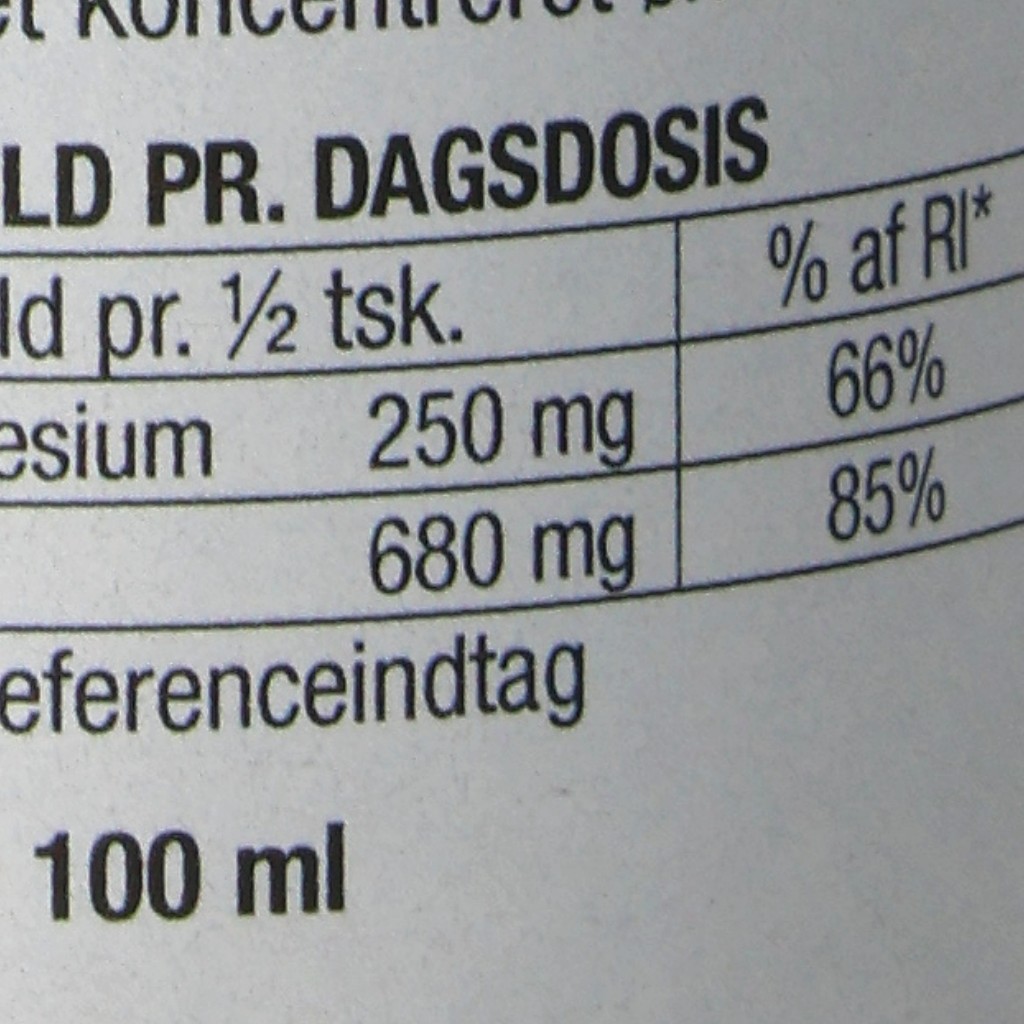 koncentreret
LD PR. DAGSDOSIS
ld pr. ½ tsk. % af RI*
esium 250 mg 66%
680 mg 85%
eferenceindtag
100 ml